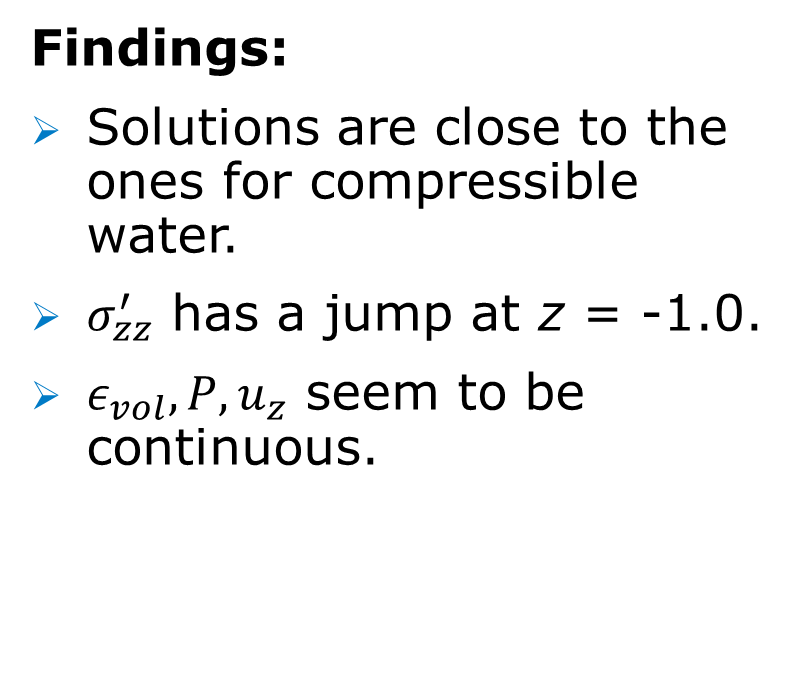 Findings:
➢ Solutions are close to the
ones for compressible
water.
➢ σ′zz has a jump at z = -1.0.
➢ ϵvol, P, uz seem to be
continuous.